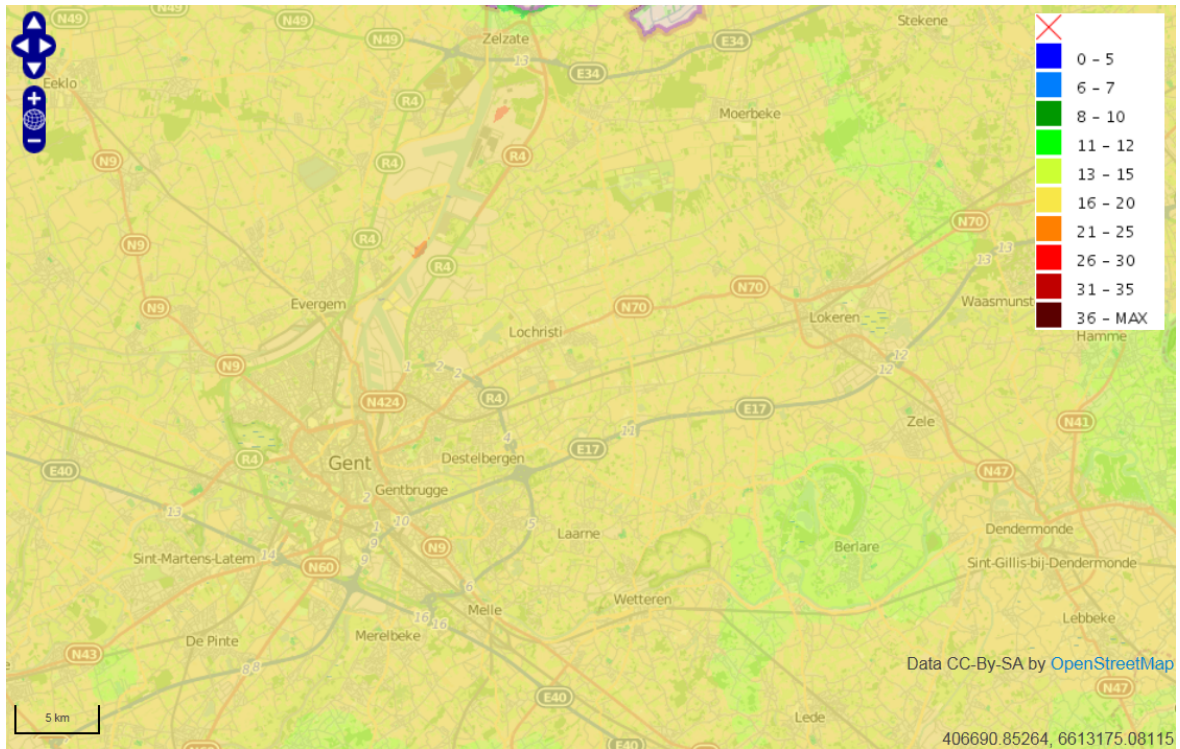 N49
N49
Stekene
N49
Zelzate
E34
13
E34
Eeklo
R4
Moerbeke
N9
R4
R4
N70
N9
R4
R4
13
13
N9
Evergem
N70
N70
Waasmunst
Lochristi
Lokeren
Hamme
N9
1
2
2
12
12
N424
R4
E17
4
11
Zele
N41
E40
R4
Gent
Destelbergen
E17
N47
Gentbrugge
2
13
10
5
1
Dendermonde
9
N9
Laarne
Berlare
Sint-Martens-Latem
14
9
Sint-Gillis-bij-Dendermonde
N60
6
Wetteren
16
16
Melle
Lebbeke
De Pinte
Merelbeke
N43
8
8
N47
E40
Lede
E40
0 – 5
6 – 7
8 – 10
11 – 12
13 – 15
16 – 20
21 – 25
26 – 30
31 – 35
36 – MAX
5 km
Data CC-By-SA by OpenStreetMap
406690.85264, 6613175.08115